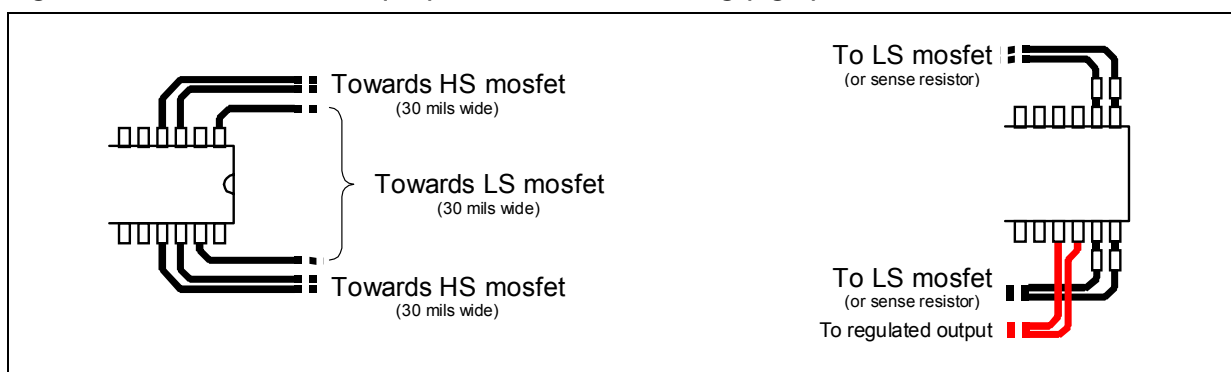 Towards HS mosfet
(30 mils wide)
Towards LS mosfet
(30 mils wide)
Towards HS mosfet
(30 mils wide)
To LS mosfet
(or sense resistor)
To LS mosfet
(or sense resistor)
To regulated output